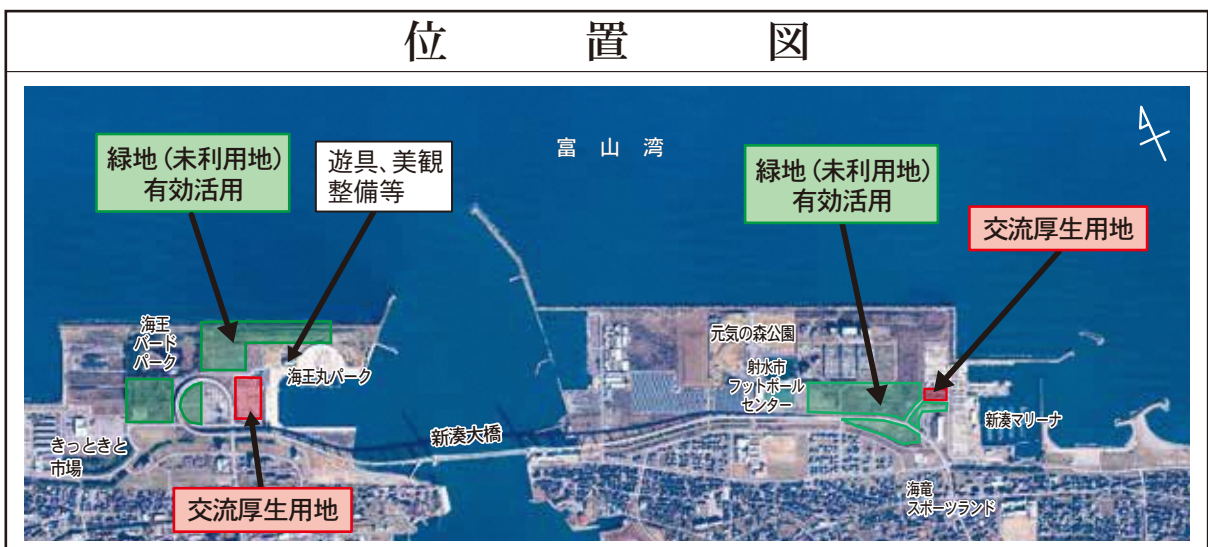 位置図
富山湾
緑地（未利用地）
有効活用
遊具、美観
整備等
緑地（未利用地）
有効活用
交流厚生用地
海王
バード
パーク
海王丸パーク
元気の森公園
射水市
フットボール
センター
新湊マリーナ
新湊大橋
きっときと
市場
海竜
スポーツランド
交流厚生用地